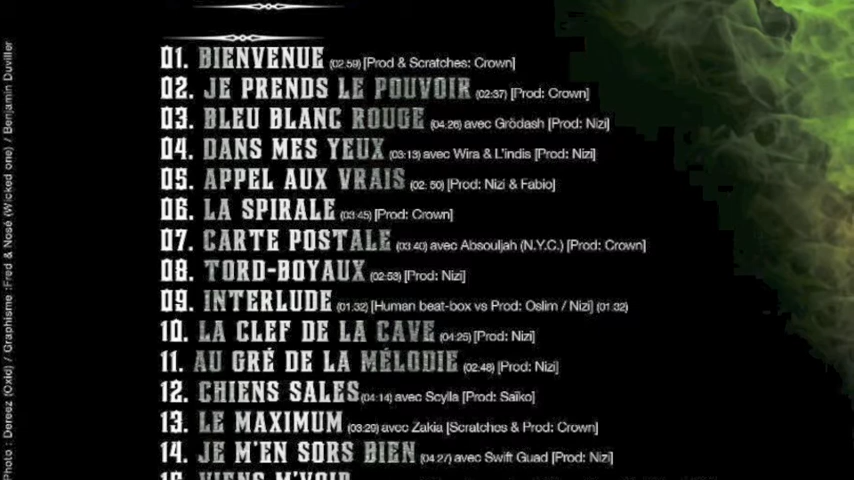 01. BIENVENUE (02:59) [Prod & Scratches: Crown]
02. JE PRENDS LE POUVOIR (02:37) [Prod: Crown]
03. BLEU BLANC ROUGE (04:26) avec Grödash [Prod: Nizi]
04. DANS MES YEUX (03:13) avec Wira & L'indis [Prod: Nizi]
05. APPEL AUX VRAIS (02: 50) [Prod: Nizi & Fabio]
06. LA SPIRALE (03:45) [Prod: Crown]
07. CARTE POSTALE (03:40) avec Absouljah (N.Y.C.) [Prod: Crown]
08. TORD-BOYAUX (02:53) [Prod: Nizi]
09. INTERLUDE (01:32) [Human beat-box vs Prod: Oslim / Nizi] (01:32)
10. LA CLEF DE LA CAVE (04:25) [Prod: Nizi]
11. AU GRÉ DE LA MÉLODIE (02:48) [Prod: Nizi]
12. CHIENS SALES (04:14) avec Scylla [Prod: Saïko]
13. LE MAXIMUM (03:29) avec Zakia [Scratches & Prod: Crown]
14. JE M'EN SORS BIEN (04:27) avec Swift Guad [Prod: Nizi]
15. VIENS M'VOIR
Photo : Dereez (Oxid) / Graphisme :Fred & Nosé (Wicked one) / Benjamin Duviller